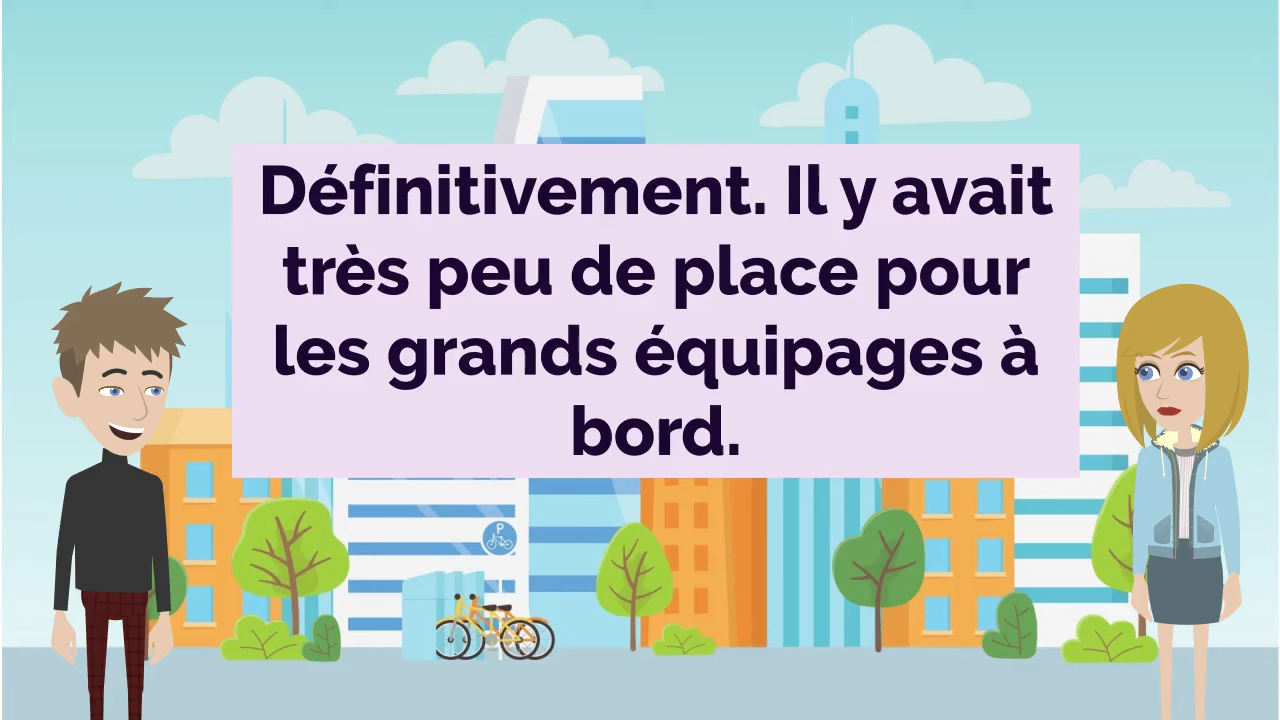 Définitivement. Il y avait
très peu de place pour
les grands équipages à
bord.
P